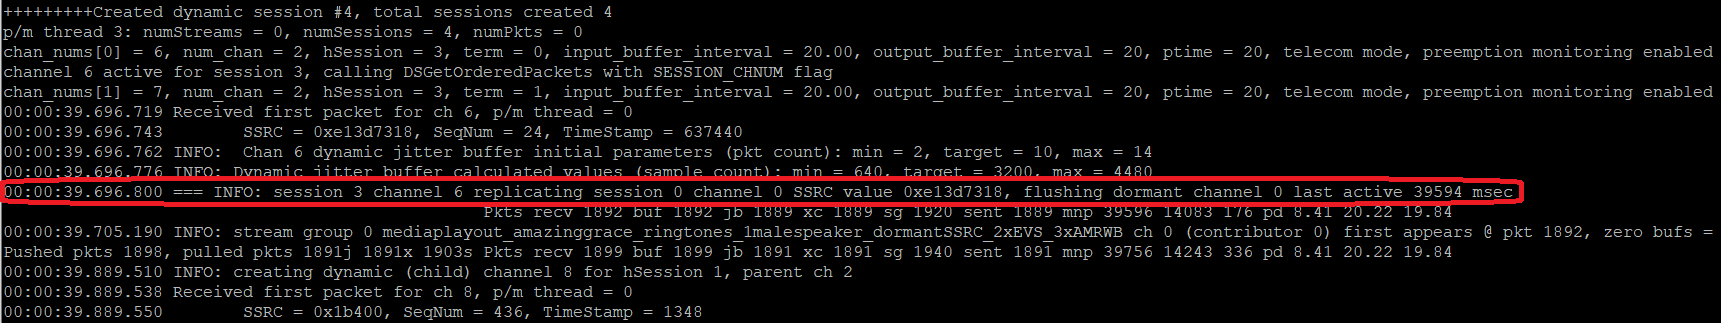 +++++++++Created dynamic session #4, total sessions created 4
p/m thread 3: numStreams = 0, numSessions = 4, numPkts = 0
chan_nums[0] = 6, num_chan = 2, hSession = 3, term = 0, input_buffer_interval = 20.00, output_buffer_interval = 20, ptime = 20, telecom mode, preemption monitoring enabled
channel 6 active for session 3, calling DSGetOrderedPackets with SESSION_CHNUM flag
chan_nums[1] = 7, num_chan = 2, hSession = 3, term = 1, input_buffer_interval = 20.00, output_buffer_interval = 20, ptime = 20, telecom mode, preemption monitoring enabled
00:00:39.696.719 Received first packet for ch 6, p/m thread = 0
00:00:39.696.743 SSRC = 0xe13d7318, SeqNum = 24, TimeStamp = 637440
00:00:39.696.762 INFO: Chan 6 dynamic jitter buffer initial parameters (pkt count): min = 2, target = 10, max = 14
00:00:39.696.776 INFO: Dynamic jitter buffer calculated values (sample count): min = 640, target = 3200, max = 4480
00:00:39.696.800 === INFO: session 3 channel 6 replicating session 0 channel 0 SSRC value 0xe13d7318, flushing dormant channel 0 last active 39594 msec
Pkts recv 1892 buf 1892 jb 1889 xc 1889 sg 1920 sent 1889 mnp 39596 14083 176 pd 8.41 20.22 19.84
00:00:39.705.190 INFO: stream group 0 mediaplayout_amazinggrace_ringtones_1malespeaker_dormantSSRC_2xEVS_3xAMRWB ch 0 (contributor 0) first appears @ pkt 1892, zero bufs =
Pushed pkts 1898, pulled pkts 1891j 1891x 1903s Pkts recv 1899 buf 1899 jb 1891 xc 1891 sg 1940 sent 1891 mnp 39756 14243 336 pd 8.41 20.22 19.84
00:00:39.889.510 INFO: creating dynamic (child) channel 8 for hSession 1, parent ch 2
00:00:39.889.538 Received first packet for ch 8, p/m thread = 0
00:00:39.889.550 SSRC = 0x1b400, SeqNum = 436, TimeStamp = 1348